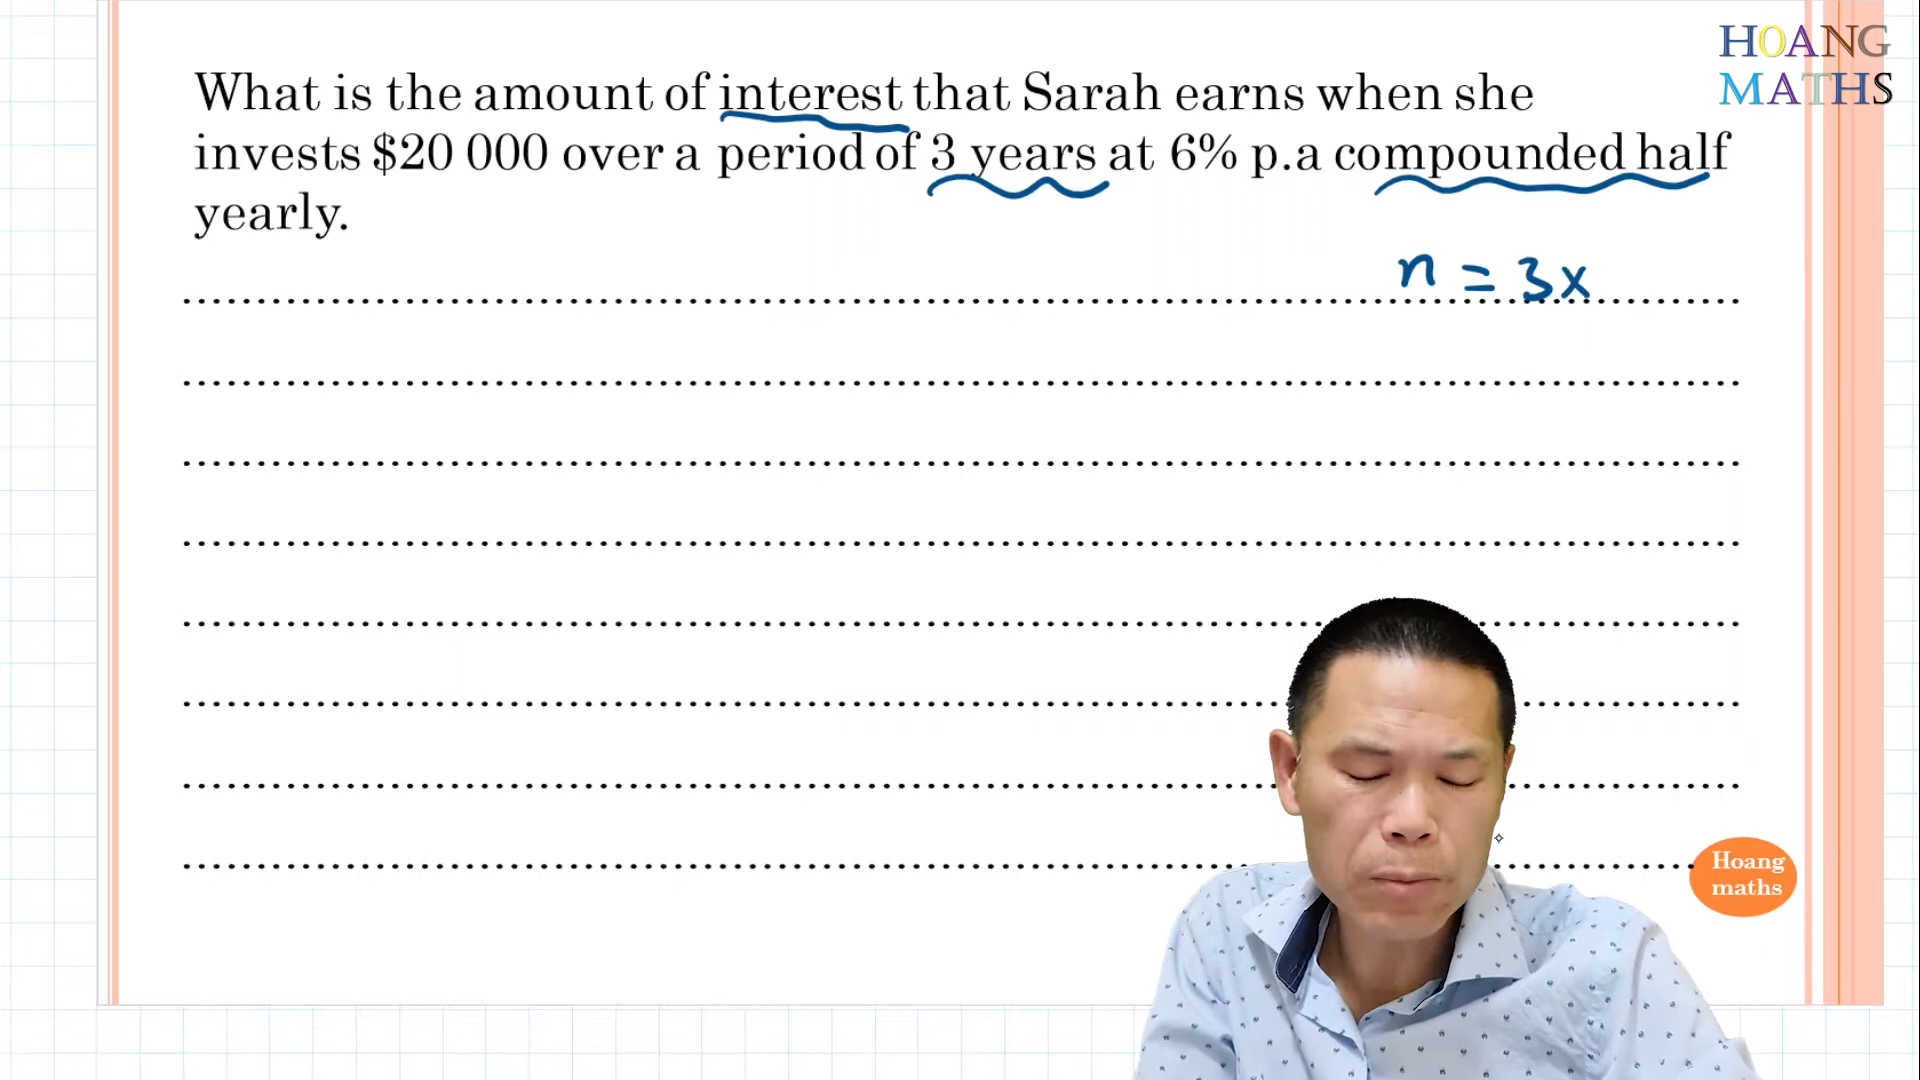 HOANG
MATHS
What is the amount of interest that Sarah earns when she
invests $20 000 over a period of 3 years at 6% p.a compounded half
yearly.
n = 3x
Hoang
maths